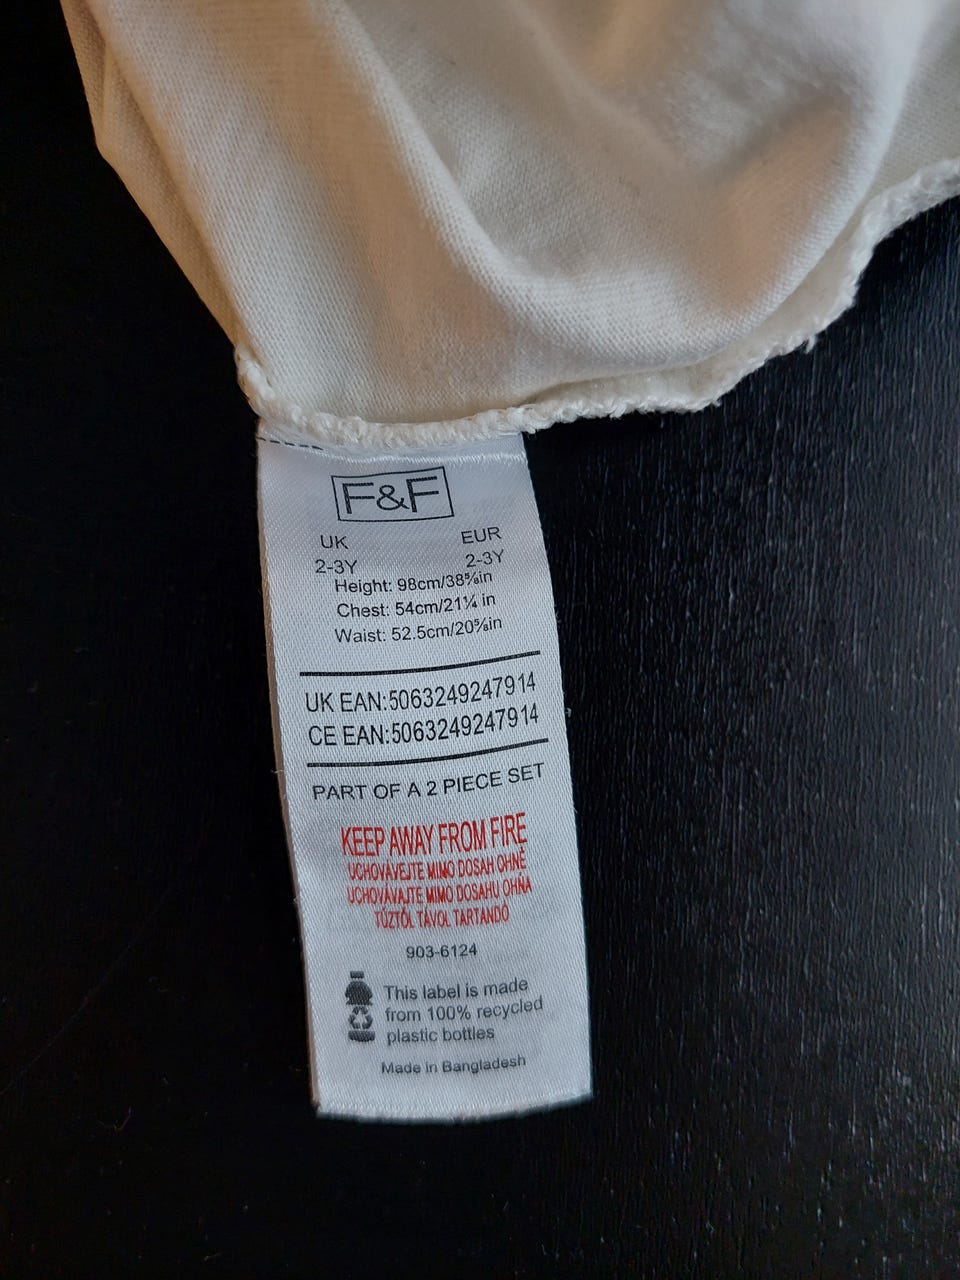 F&F
UK EUR
2-3Y 2-3Y
Height: 98cm/38⅝in
Chest: 54cm/21¼ in
Waist: 52.5cm/20⅝in
UK EAN:5063249247914
CE EAN:5063249247914
PART OF A 2 PIECE SET
KEEP AWAY FROM FIRE
UCHOVÁVEJTE MIMO DOSAH OHNĚ
UCHOVÁVAJTE MIMO DOSAHU OHŇA
TŰZTŐL TÁVOL TARTANDÓ
903-6124
This label is made
from 100% recycled
plastic bottles
Made in Bangladesh